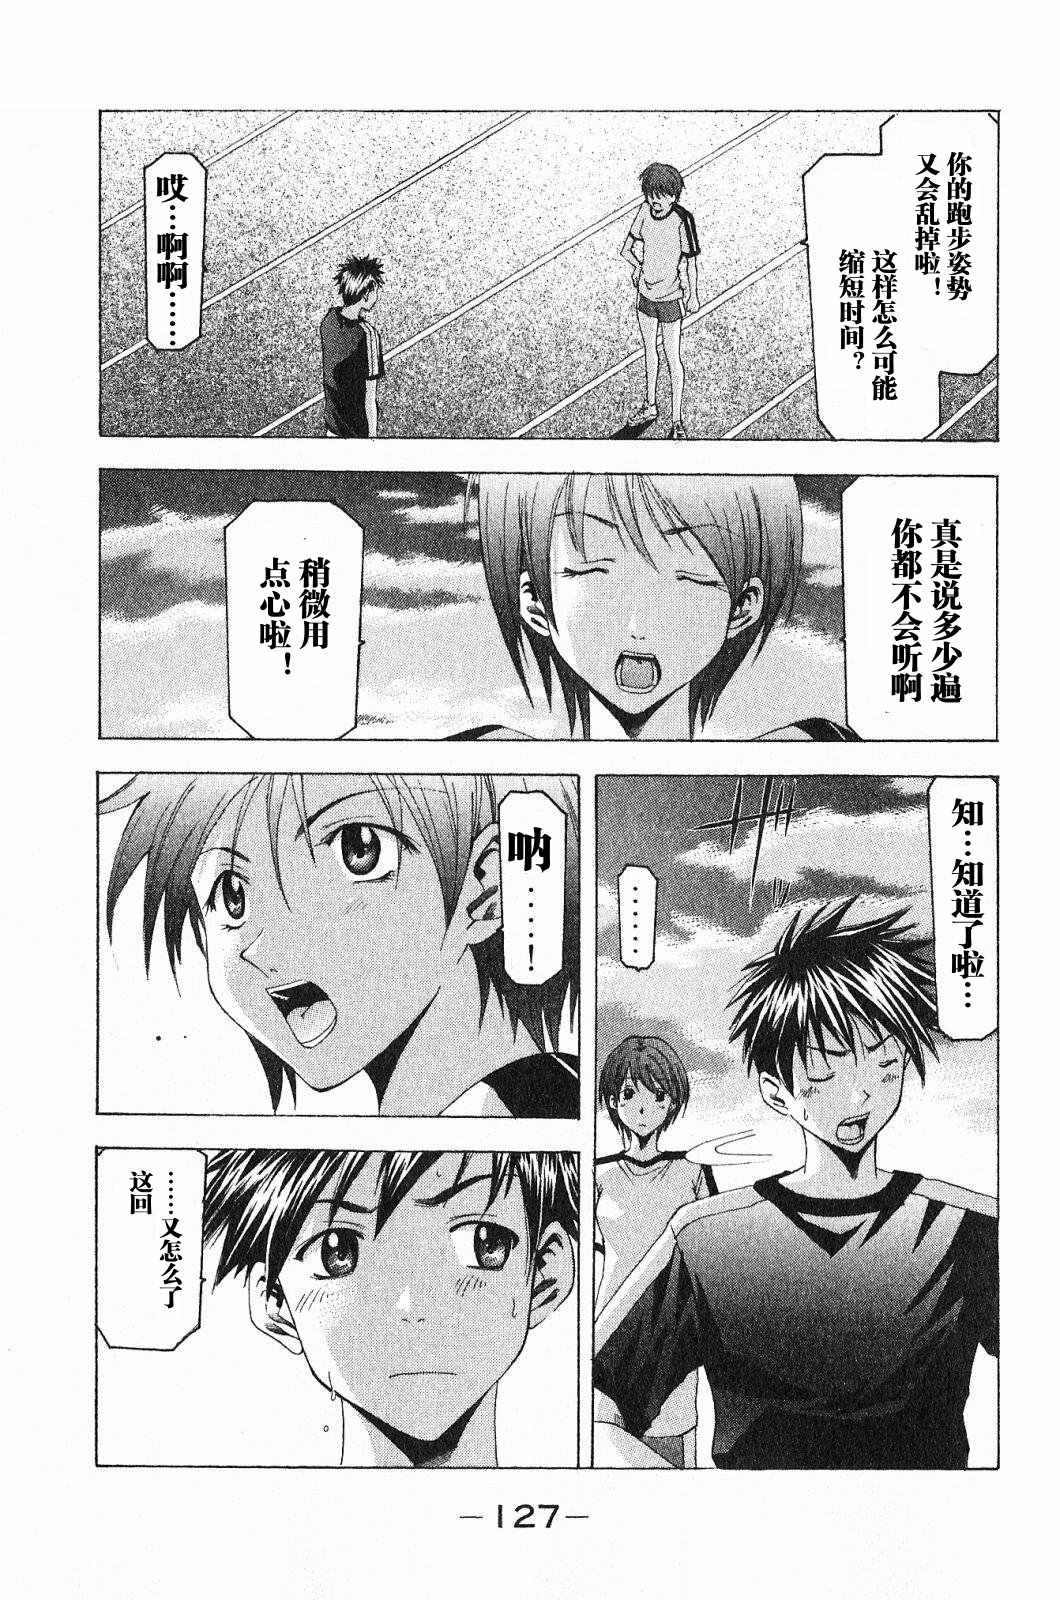 你的跑步姿势
又会乱掉啦！
这样怎么可能
缩短时间？
哎…啊啊……
真是说多少遍
你都不会听啊
稍微用
点心啦！
知…知道了啦…
……
呐……！
……又怎么了
这回
—127—